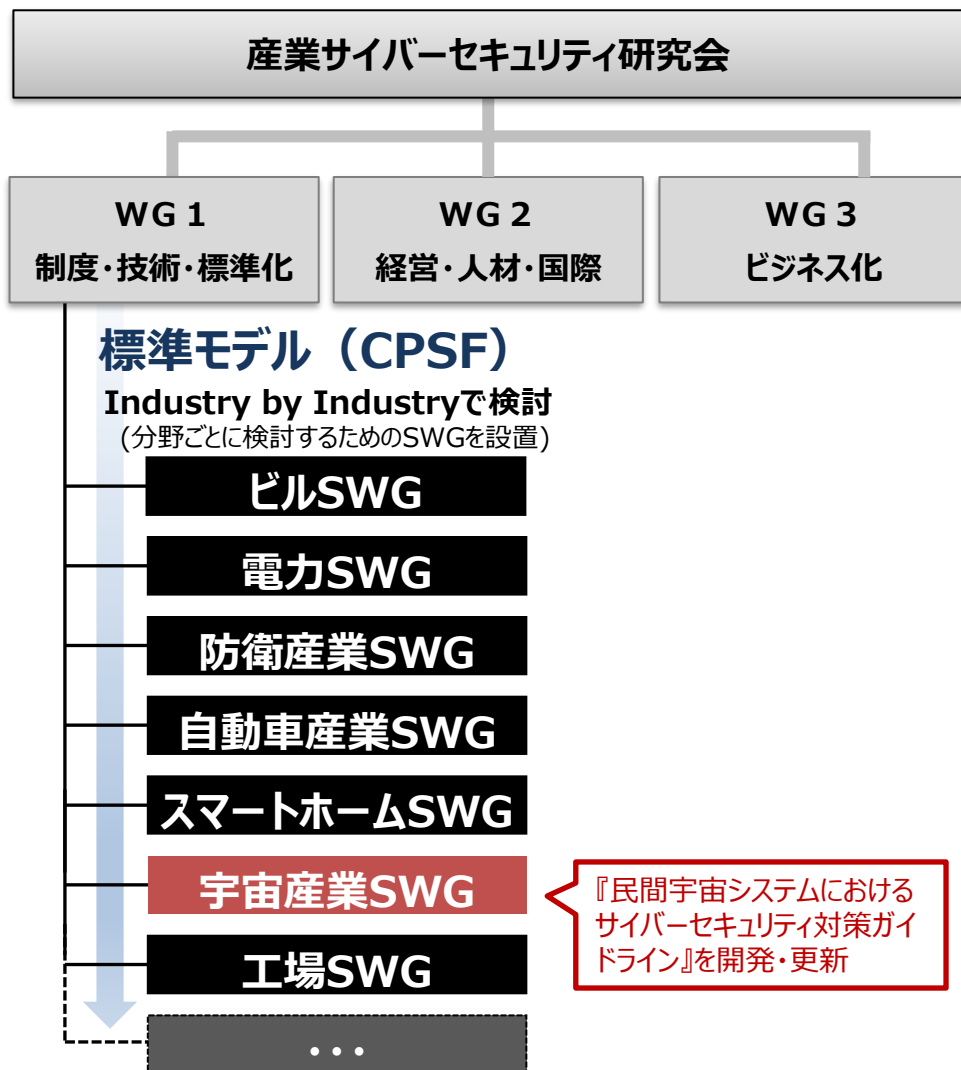 産業サイバーセキュリティ研究会
WG1
制度・技術・標準化
WG2
経営・人材・国際
WG3
ビジネス化
標準モデル（CPSF）
Industry by Industryで検討
(分野ごとに検討するためのSWGを設置)
ビルSWG
電力SWG
防衛産業SWG
自動車産業SWG
スマートホームSWG
宇宙産業SWG
『民間宇宙システムにおける
サイバーセキュリティ対策ガイ
ドライン』を開発・更新
工場SWG
・・・